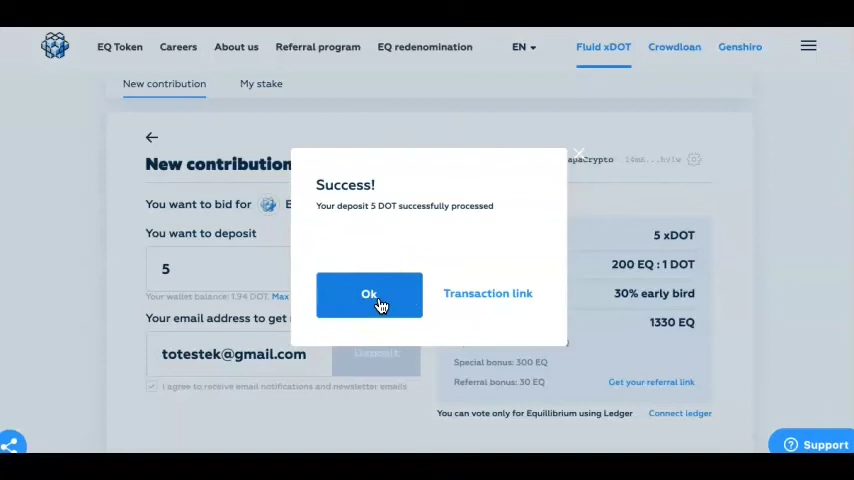 EQ Token Careers About us Referral program EQ redenomination EN Fluid xDOT Crowdloan Genshiro
New contribution My stake
New contribution
You want to bid for
You want to deposit
5
Your wallet balance: 1.94 DOT. Max
Your email address to get
totestek@gmail.com
Deposit
I agree to receive email notifications and newsletter emails
Success!
Your deposit 5 DOT successfully processed
Ok Transaction link
5 xDOT
200 EQ : 1 DOT
30% early bird
1330 EQ
Special bonus: 300 EQ
Referral bonus: 30 EQ Get your referral link
You can vote only for Equillibrium using Ledger Connect ledger
Support